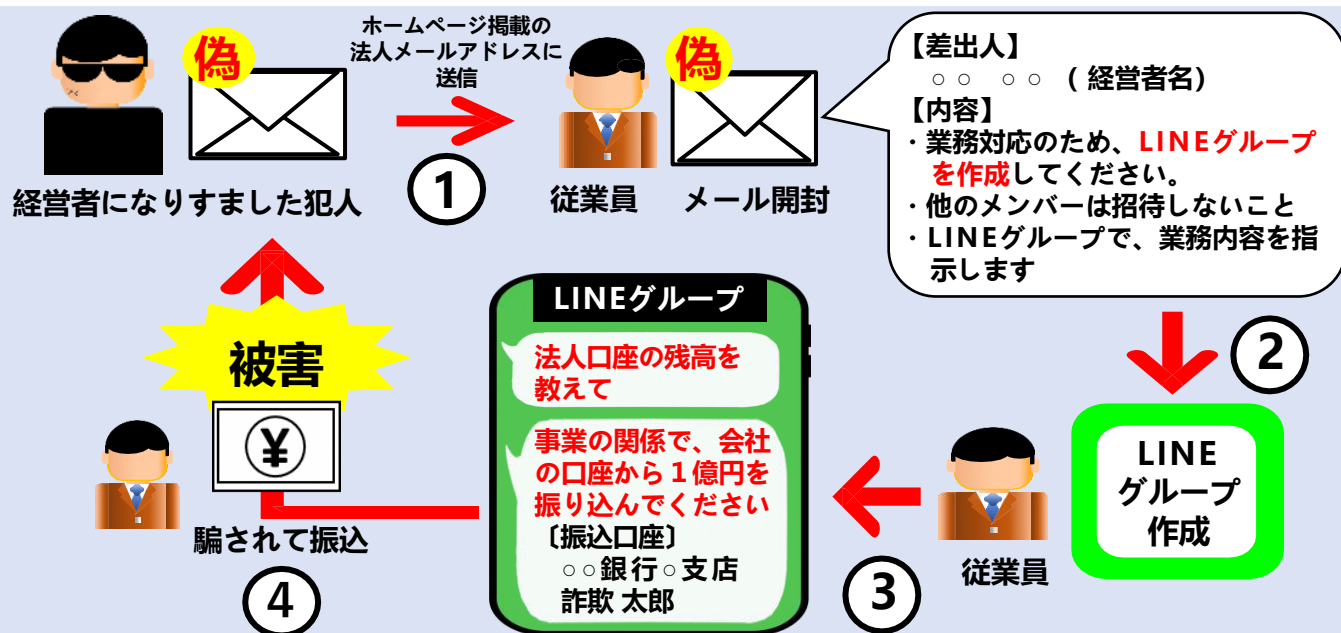 偽
ホームページ掲載の
法人メールアドレスに
送信
①
経営者になりすました犯人
偽
従業員
メール開封
【差出人】
○○ ○○ (経営者名)
【内容】
・業務対応のため、LINEグループ
を作成してください。
・他のメンバーは招待しないこと
・LINEグループで、業務内容を指
示します
②
LINE
グループ
作成
従業員
③
LINEグループ
法人口座の残高を
教えて
事業の関係で、会社
の口座から1億円を
振り込んでください
〔振込口座〕
○○銀行○支店
詐欺 太郎
被害
¥
騙されて振込
④